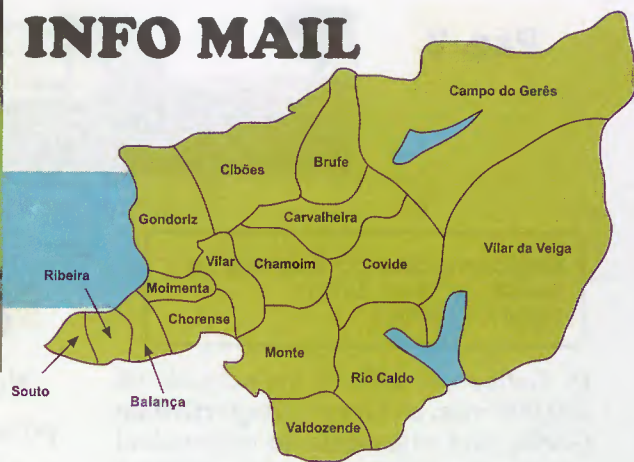 INFO MAIL
Campo do Gerês
Brufe
Cibões
Carvalheira
Gondoriz
Vilar da Veiga
Vilar
Chamoim
Covide
Ribeira
Moimenta
Chorense
Monte
Rio Caldo
Souto
Balança
Valdozende